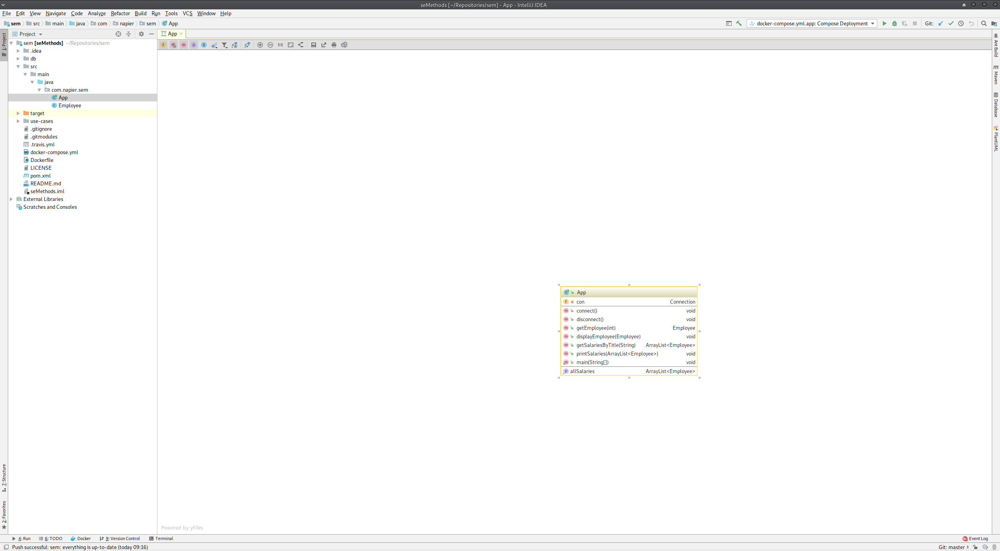 seMethods [~/Repositories/sem] - App - IntelliJ IDEA
File Edit View Navigate Code Analyze Refactor Build Run Tools VCS Window Help
sem src main java com napier sem App docker-compose.yml.app: Compose Deployment Git:
1: Project
Project
App
sem [seMethods] ~/Repositories/sem
.idea
db
src
main
java
com.napier.sem
App
Employee
target
use-cases
.gitignore
.gitmodules
.travis.yml
docker-compose.yml
Dockerfile
LICENSE
pom.xml
README.md
seMethods.iml
External Libraries
Scratches and Consoles
1:1
App
con Connection
connect() void
disconnect() void
getEmployee(int) Employee
displayEmployee(Employee) void
getSalariesByTitle(String) ArrayList<Employee>
printSalaries(ArrayList<Employee>) void
main(String[]) void
allSalaries ArrayList<Employee>
Powered by yFiles
Ant Build
Maven
Database
PlantUML
7: Structure
2: Favorites
4: Run 6: TODO Docker 9: Version Control Terminal Event Log
Push successful: sem: everything is up-to-date (today 09:16) Git: master